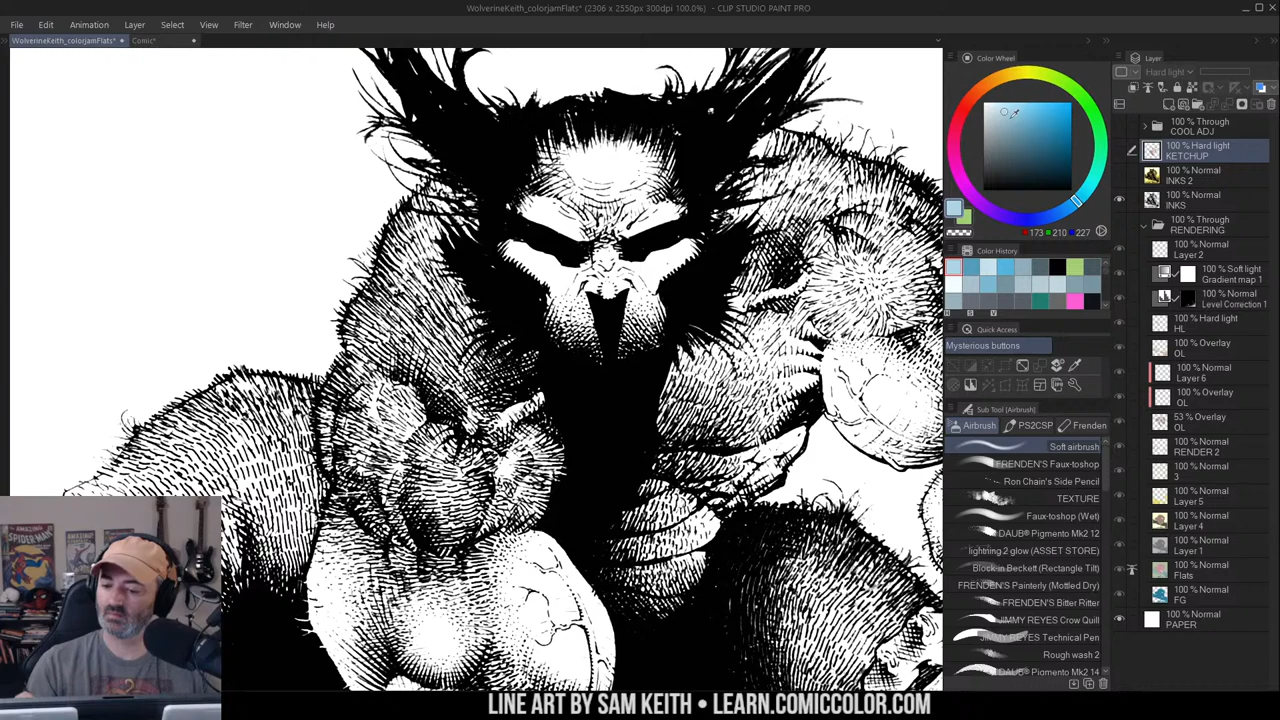 WolverineKeith_colorjamFlats* (2306 x 2550px 300dpi 100.0%) - CLIP STUDIO PAINT PRO
File Edit Animation Layer Select View Filter Window Help
WolverineKeith_colorjamFlats* Comic*
Color Wheel
173 210 227
Color History
H S V
Quick Access
Mysterious buttons
Sub Tool [Airbrush]
Airbrush PS2CSP Frenden
Soft airbrush
FRENDEN'S Faux-toshop
Ron Chain's Side Pencil
TEXTURE
Faux-toshop (Wet)
DAUB® Pigmento Mk2 12
lightning 2 glow (ASSET STORE)
Block-in Beckett (Rectangle Tilt)
FRENDEN'S Painterly (Mottled Dry)
FRENDEN'S Bitter Ritter
JIMMY REYES Crow Quill
JIMMY REYES Technical Pen
Rough wash 2
DAUB® Pigmento Mk2 14
Layer
Hard light
100 % Through
COOL ADJ
100 % Hard light
KETCHUP
100 % Normal
INKS 2
100 % Normal
INKS
100 % Through
RENDERING
100 % Normal
Layer 2
100 % Soft light
Gradient map 1
100 % Normal
Level Correction 1
100 % Hard light
HL
100 % Overlay
OL
100 % Normal
Layer 6
100 % Overlay
OL
53 % Overlay
OL
100 % Normal
RENDER 2
100 % Normal
3
100 % Normal
Layer 5
100 % Normal
Layer 4
100 % Normal
Layer 1
100 % Normal
Flats
100 % Normal
FG
100 % Normal
PAPER
LINE ART BY SAM KEITH • LEARN.COMICCOLOR.COM